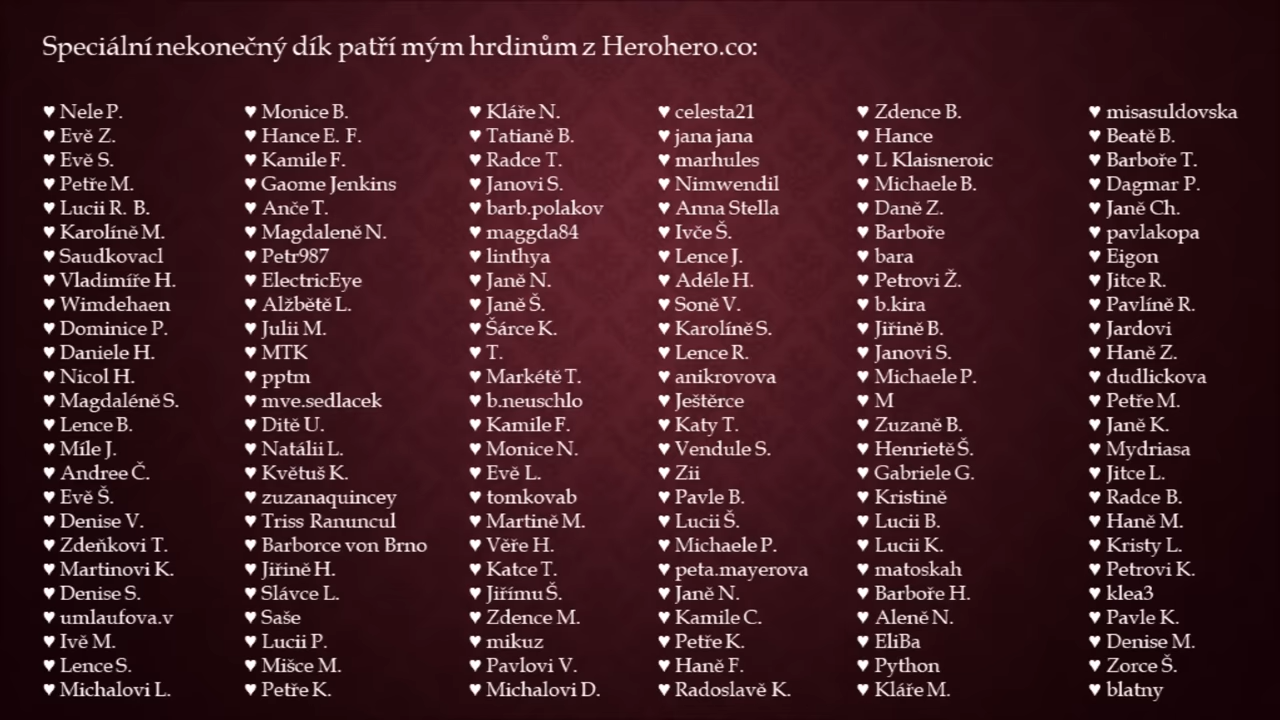 Speciální nekonečný dík patří mým hrdinům z Herohero.co:
♥ Nele P.
♥ Evě Z.
♥ Evě S.
♥ Petře M.
♥ Lucii R. B.
♥ Karolíně M.
♥ Saudkovacl
♥ Vladimíře H.
♥ Wimdehaen
♥ Dominice P.
♥ Daniele H.
♥ Nicol H.
♥ Magdaléně S.
♥ Lence B.
♥ Míle J.
♥ Andree Č.
♥ Evě Š.
♥ Denise V.
♥ Zdeňkovi T.
♥ Martinovi K.
♥ Denise S.
♥ umlaufova.v
♥ Ivě M.
♥ Lence S.
♥ Michalovi L.
♥ Monice B.
♥ Hance E. F.
♥ Kamile F.
♥ Gaome Jenkins
♥ Anče T.
♥ Magdaleně N.
♥ Petr987
♥ ElectricEye
♥ Alžbětě L.
♥ Julii M.
♥ MTK
♥ pptm
♥ mve.sedlacek
♥ Ditě U.
♥ Natálii L.
♥ Květuš K.
♥ zuzanaquincey
♥ Triss Ranuncul
♥ Barborce von Brno
♥ Jiřině H.
♥ Slávce L.
♥ Saše
♥ Lucii P.
♥ Mišce M.
♥ Petře K.
♥ Kláře N.
♥ Tatianě B.
♥ Radce T.
♥ Janovi S.
♥ barb.polakov
♥ maggda84
♥ linthya
♥ Janě N.
♥ Janě Š.
♥ Šárce K.
♥ T.
♥ Markétě T.
♥ b.neuschlo
♥ Kamile F.
♥ Monice N.
♥ Evě L.
♥ tomkovab
♥ Martině M.
♥ Věře H.
♥ Katce T.
♥ Jiřímu Š.
♥ Zdence M.
♥ mikuz
♥ Pavlovi V.
♥ Michalovi D.
♥ celesta21
♥ jana jana
♥ marhules
♥ Nimwendil
♥ Anna Stella
♥ Ivče Š.
♥ Lence J.
♥ Adéle H.
♥ Soně V.
♥ Karolíně S.
♥ Lence R.
♥ anikrovova
♥ Ještěrce
♥ Katy T.
♥ Vendule S.
♥ Zii
♥ Pavle B.
♥ Lucii Š.
♥ Michaele P.
♥ peta.mayerova
♥ Janě N.
♥ Kamile C.
♥ Petře K.
♥ Haně F.
♥ Radoslavě K.
♥ Zdence B.
♥ Hance
♥ L Klaisneroic
♥ Michaele B.
♥ Daně Z.
♥ Barboře
♥ bara
♥ Petrovi Ž.
♥ b.kira
♥ Jiřině B.
♥ Janovi S.
♥ Michaele P.
♥ M
♥ Zuzaně B.
♥ Henrietě Š.
♥ Gabriele G.
♥ Kristině
♥ Lucii B.
♥ Lucii K.
♥ matoskah
♥ Barboře H.
♥ Aleně N.
♥ EliBa
♥ Python
♥ Kláře M.
♥ misasuldovska
♥ Beatě B.
♥ Barboře T.
♥ Dagmar P.
♥ Janě Ch.
♥ pavlakopa
♥ Eigon
♥ Jitce R.
♥ Pavlíně R.
♥ Jardovi
♥ Haně Z.
♥ dudlickova
♥ Petře M.
♥ Janě K.
♥ Mydriasa
♥ Jitce L.
♥ Radce B.
♥ Haně M.
♥ Kristy L.
♥ Petrovi K.
♥ klea3
♥ Pavle K.
♥ Denise M.
♥ Zorce Š.
♥ blatny